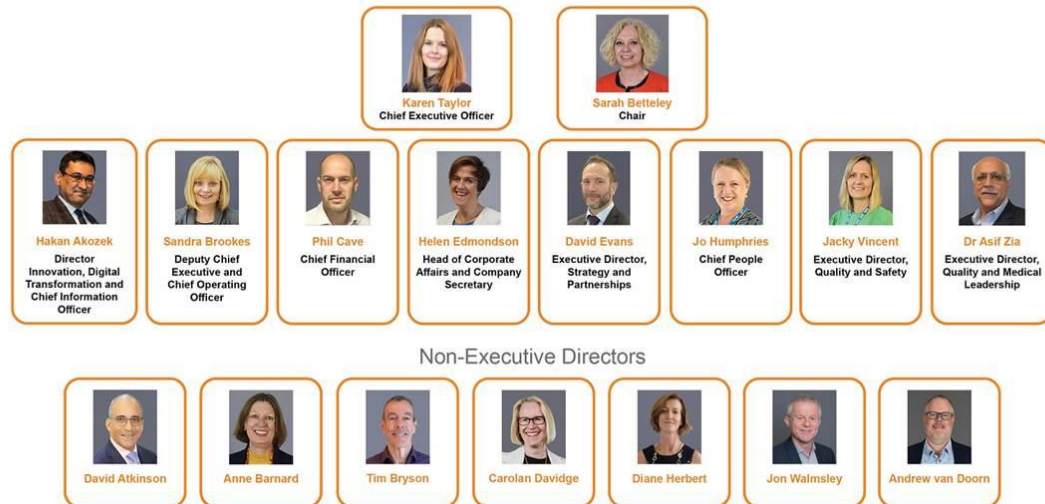 Karen Taylor
Chief Executive Officer
Sarah Betteley
Chair
Hakan Akozek
Director
Innovation, Digital
Transformation and
Chief Information
Officer
Sandra Brookes
Deputy Chief
Executive and
Chief Operating
Officer
Phil Cave
Chief Financial
Officer
Helen Edmondson
Head of Corporate
Affairs and Company
Secretary
David Evans
Executive Director,
Strategy and
Partnerships
Jo Humphries
Chief People
Officer
Jacky Vincent
Executive Director,
Quality and Safety
Dr Asif Zia
Executive Director,
Quality and Medical
Leadership
Non-Executive Directors
David Atkinson
Anne Barnard
Tim Bryson
Carolan Davidge
Diane Herbert
Jon Walmsley
Andrew van Doorn